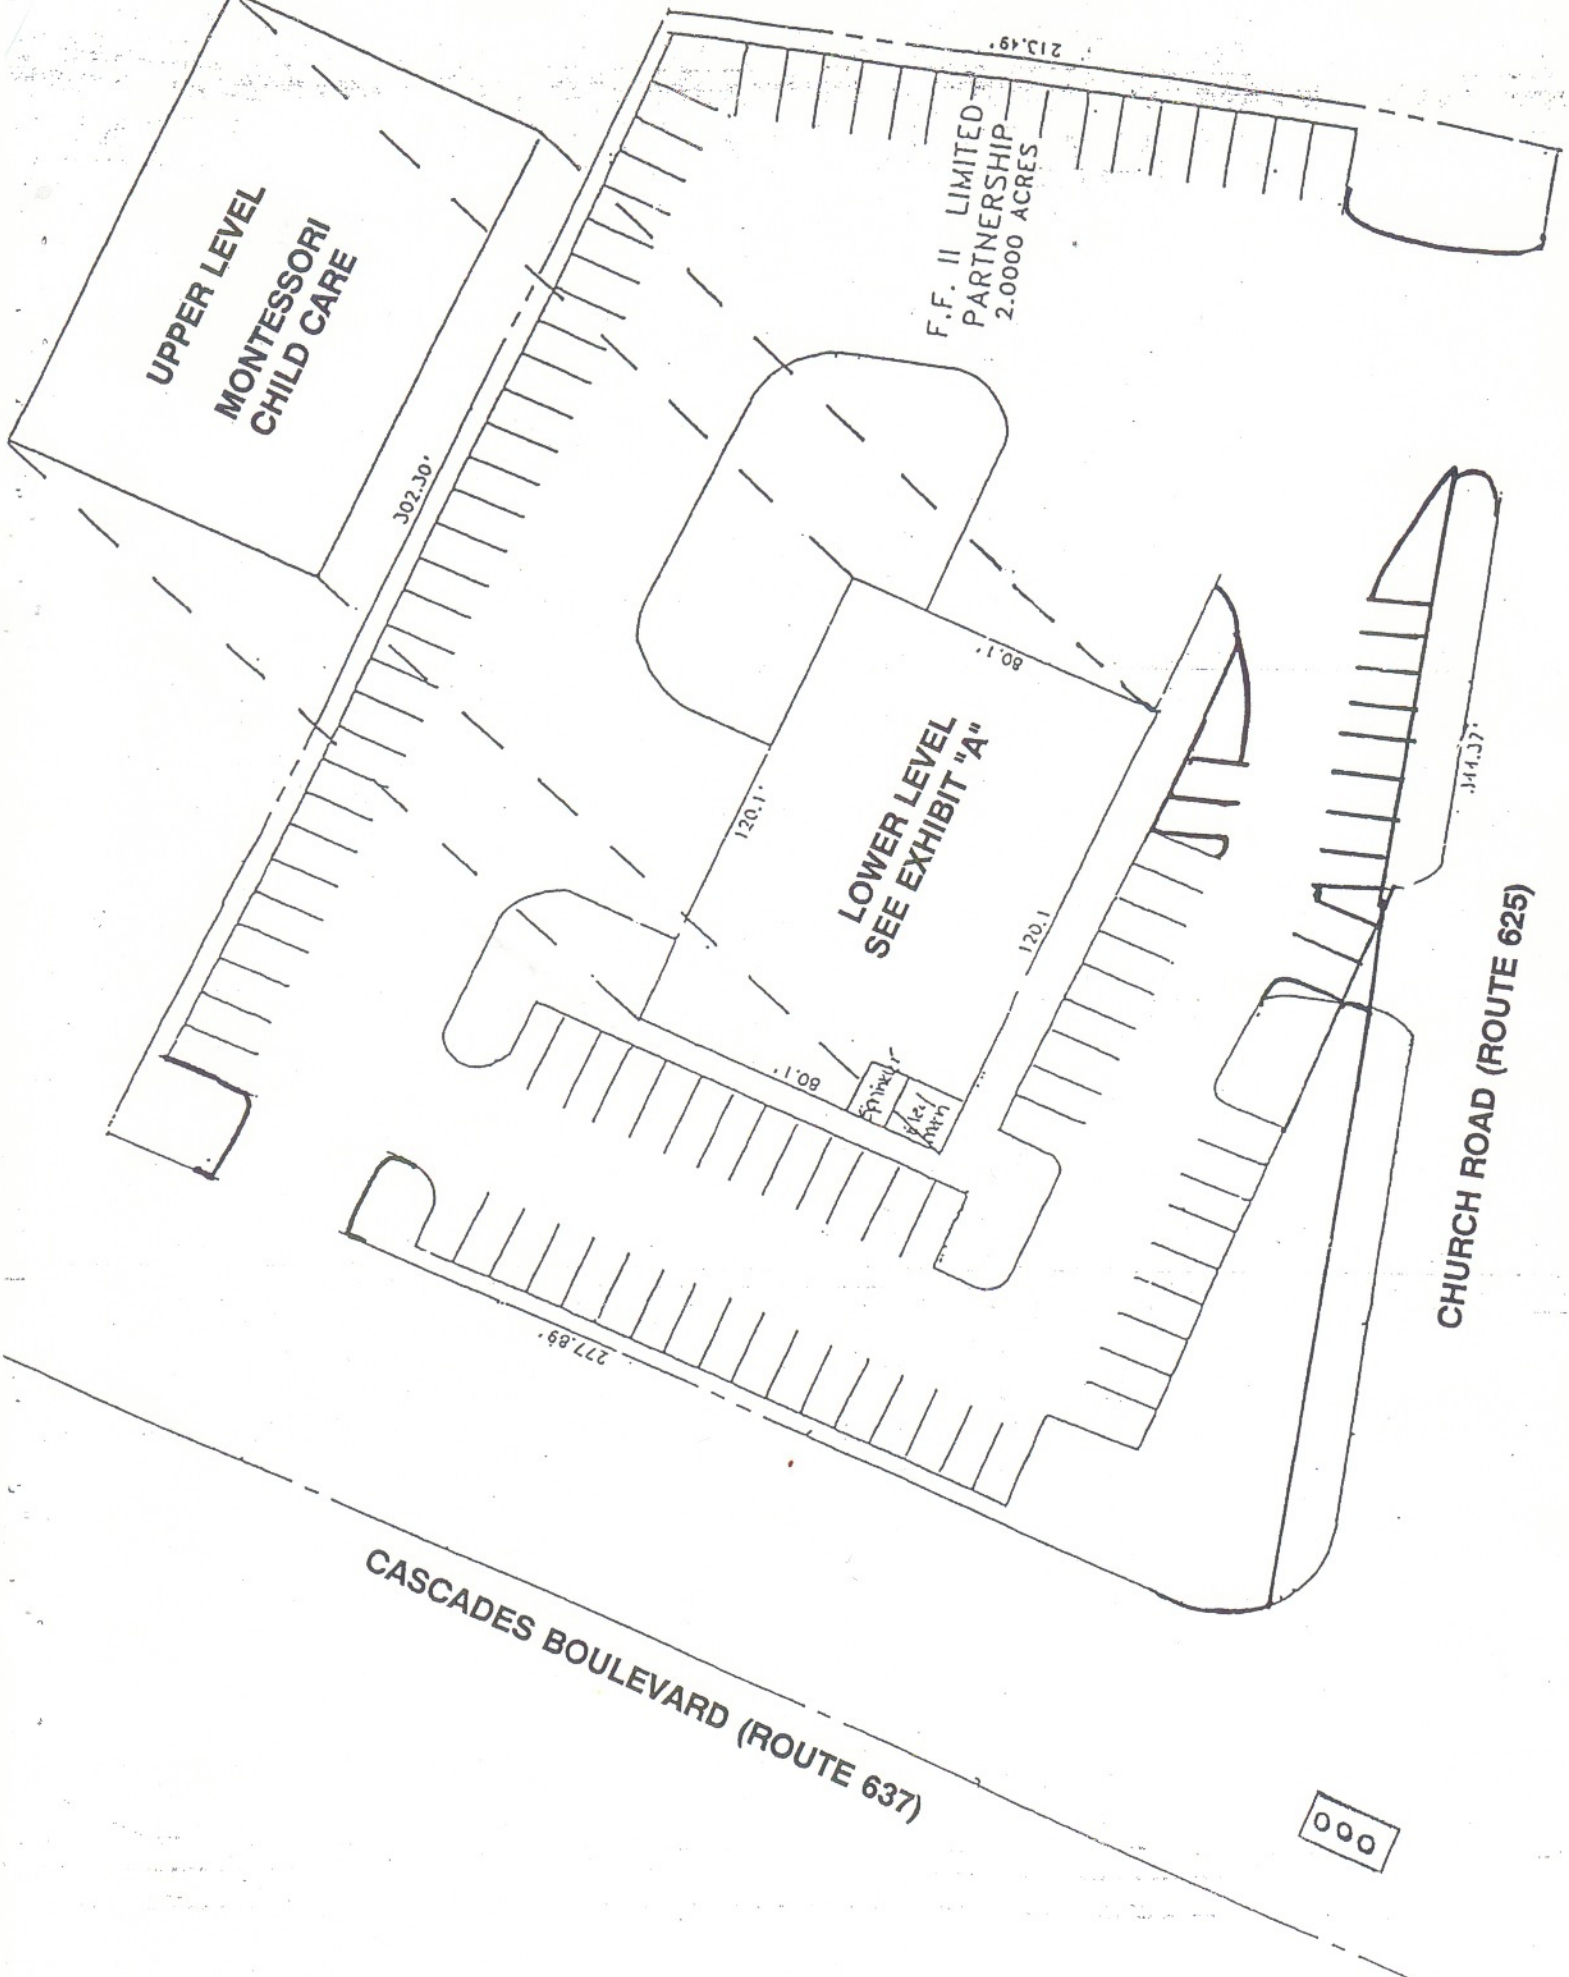 213.49'
UPPER LEVEL
MONTESSORI
CHILD CARE
F.F. II LIMITED
PARTNERSHIP
2.0000 ACRES
302.30'
80.1'
120.1'
LOWER LEVEL
SEE EXHIBIT "A"
120.1
80.1'
Sprinkler
277.89'
CHURCH ROAD (ROUTE 625)
CASCADES BOULEVARD (ROUTE 637)